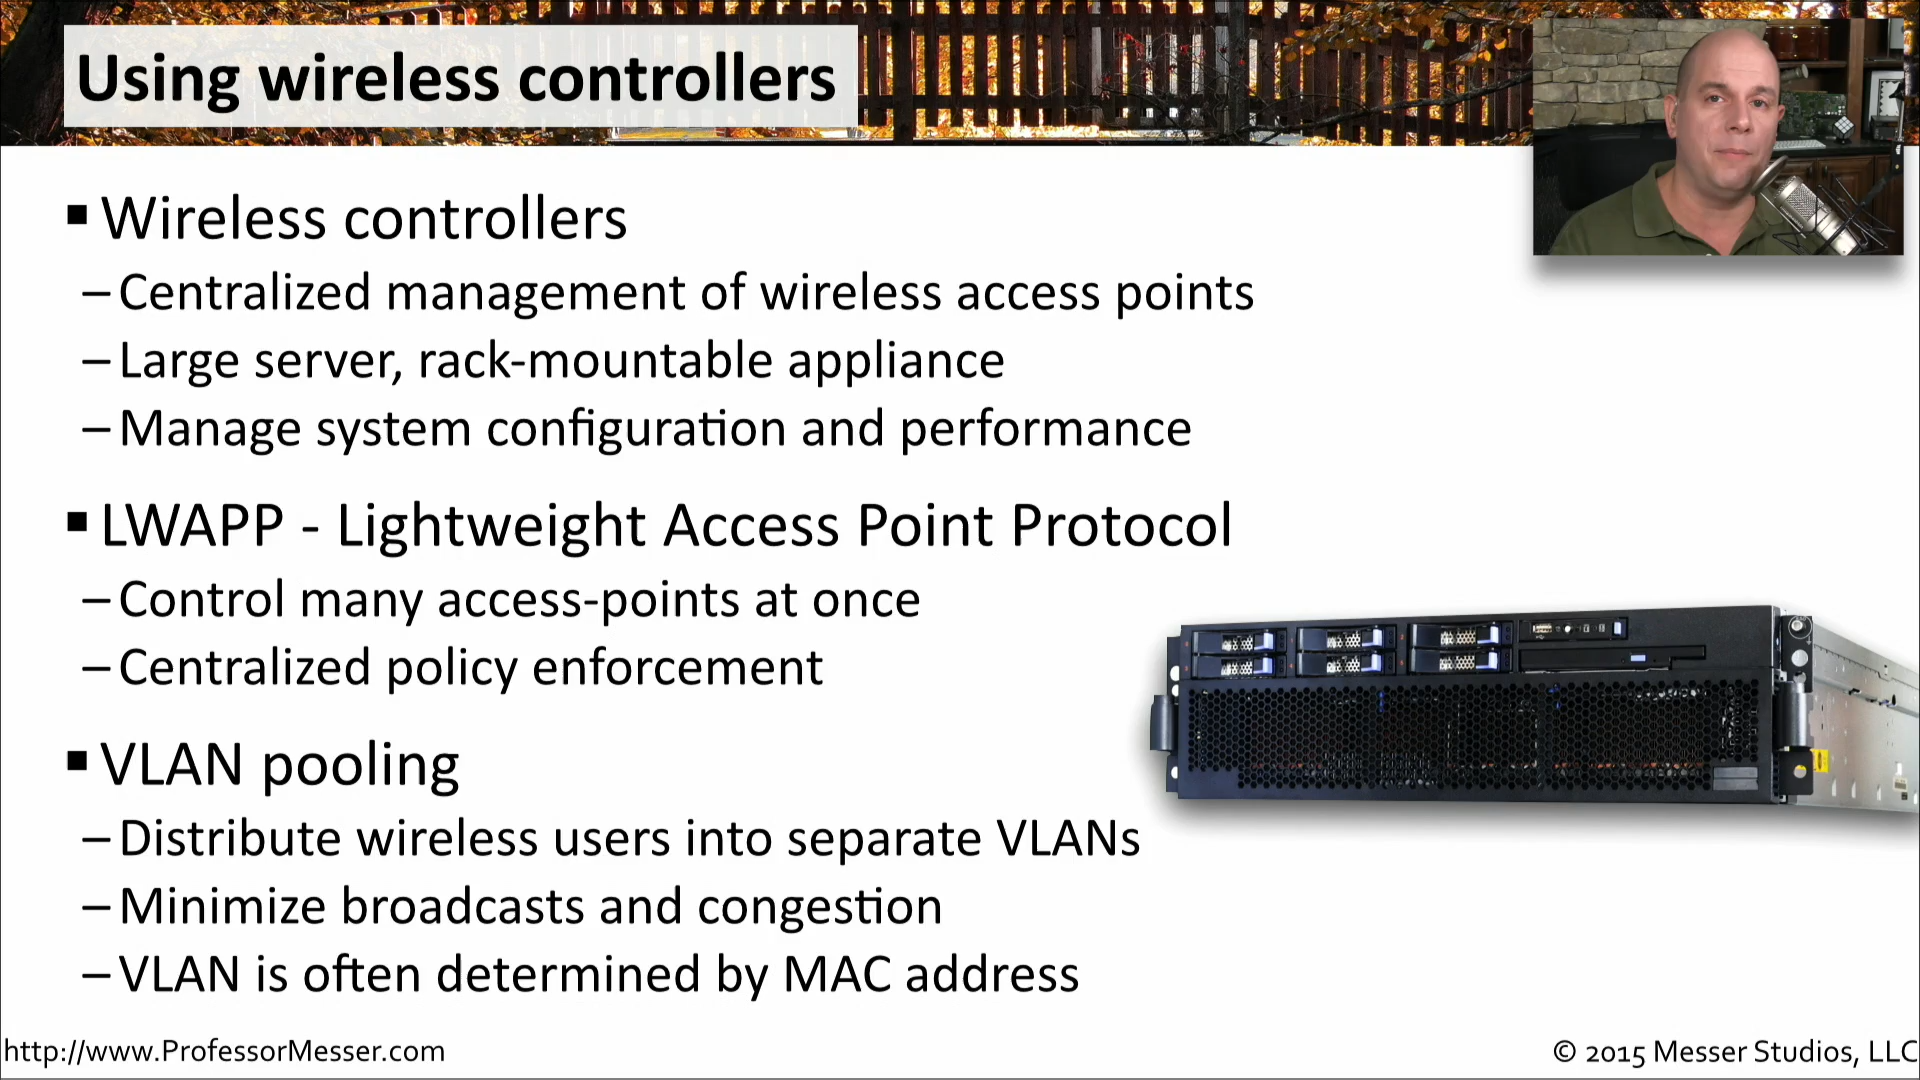 Using wireless controllers
▪ Wireless controllers
– Centralized management of wireless access points
– Large server, rack-mountable appliance
– Manage system configuration and performance
▪ LWAPP - Lightweight Access Point Protocol
– Control many access-points at once
– Centralized policy enforcement
▪ VLAN pooling
– Distribute wireless users into separate VLANs
– Minimize broadcasts and congestion
– VLAN is often determined by MAC address
http://www.ProfessorMesser.com
© 2015 Messer Studios, LLC